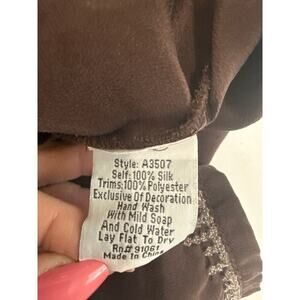 Style: A3507
Self:100% Silk
Trims:100% Polyester
Exclusive Of Decoration
Hand Wash
With Mild Soap
And Cold Water
Lay Flat To Dry
Rn# 91061
Made In China